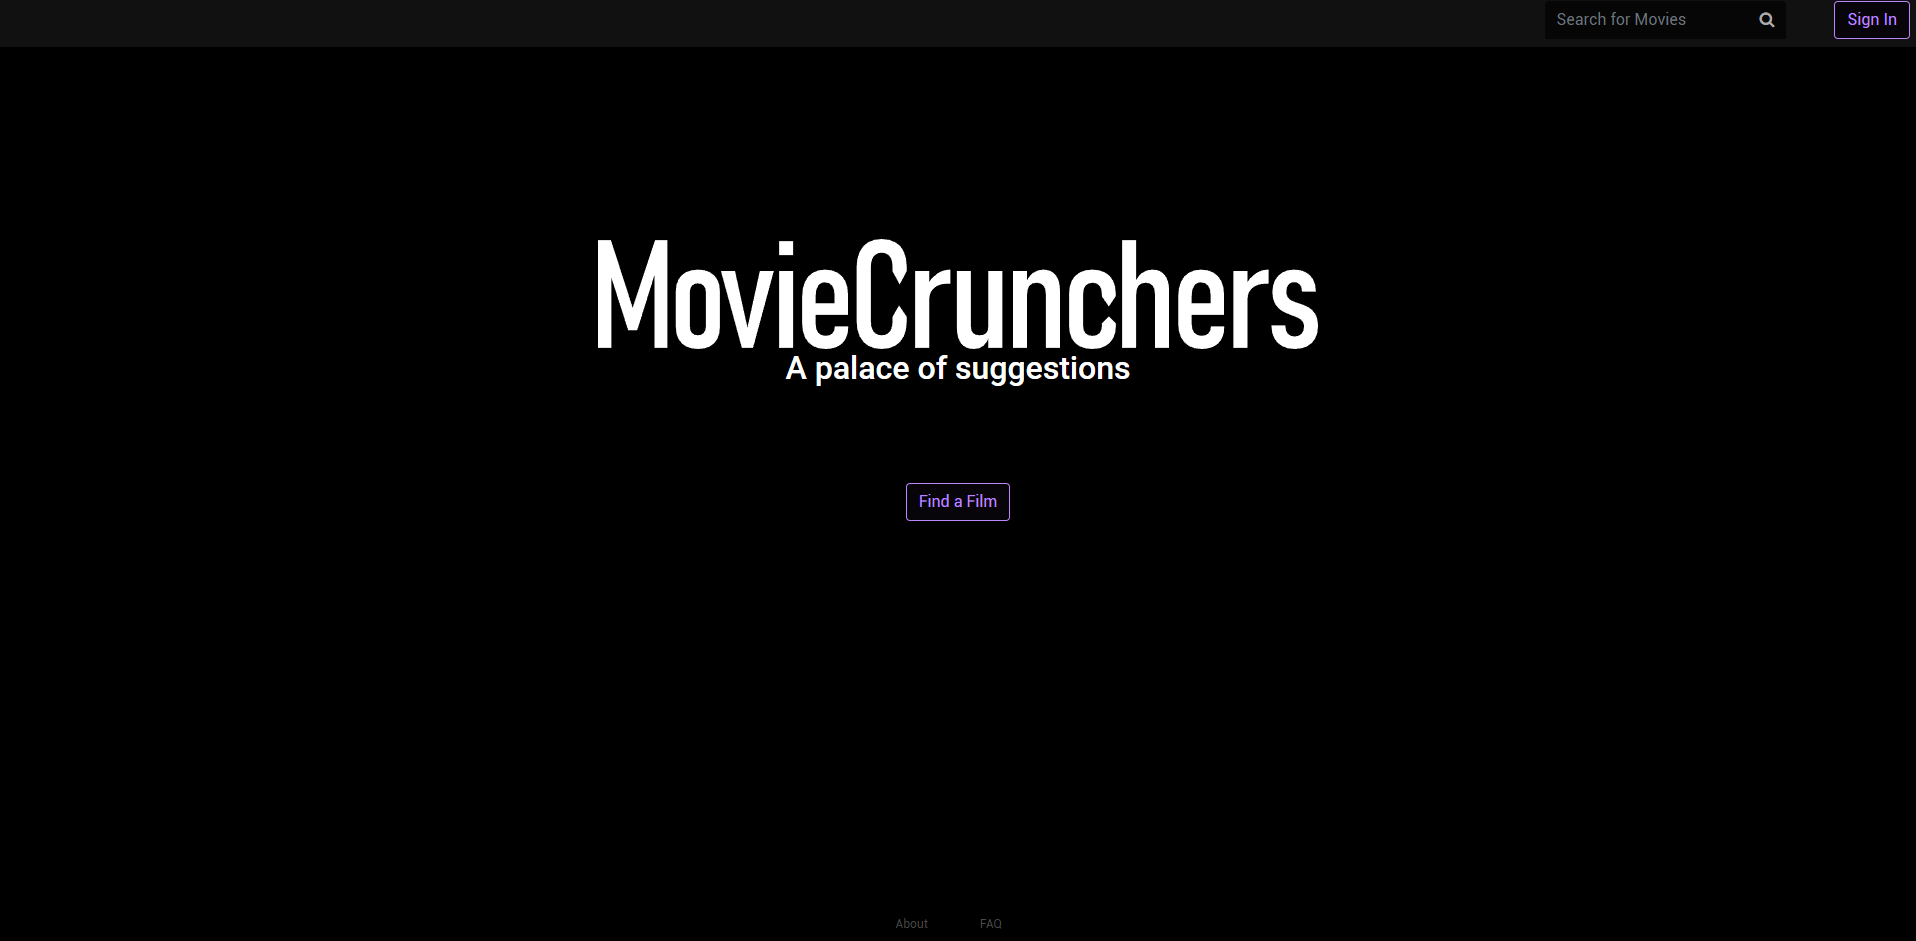 Search for Movies
Sign In
MovieCrunchers
A palace of suggestions
Find a Film
About FAQ